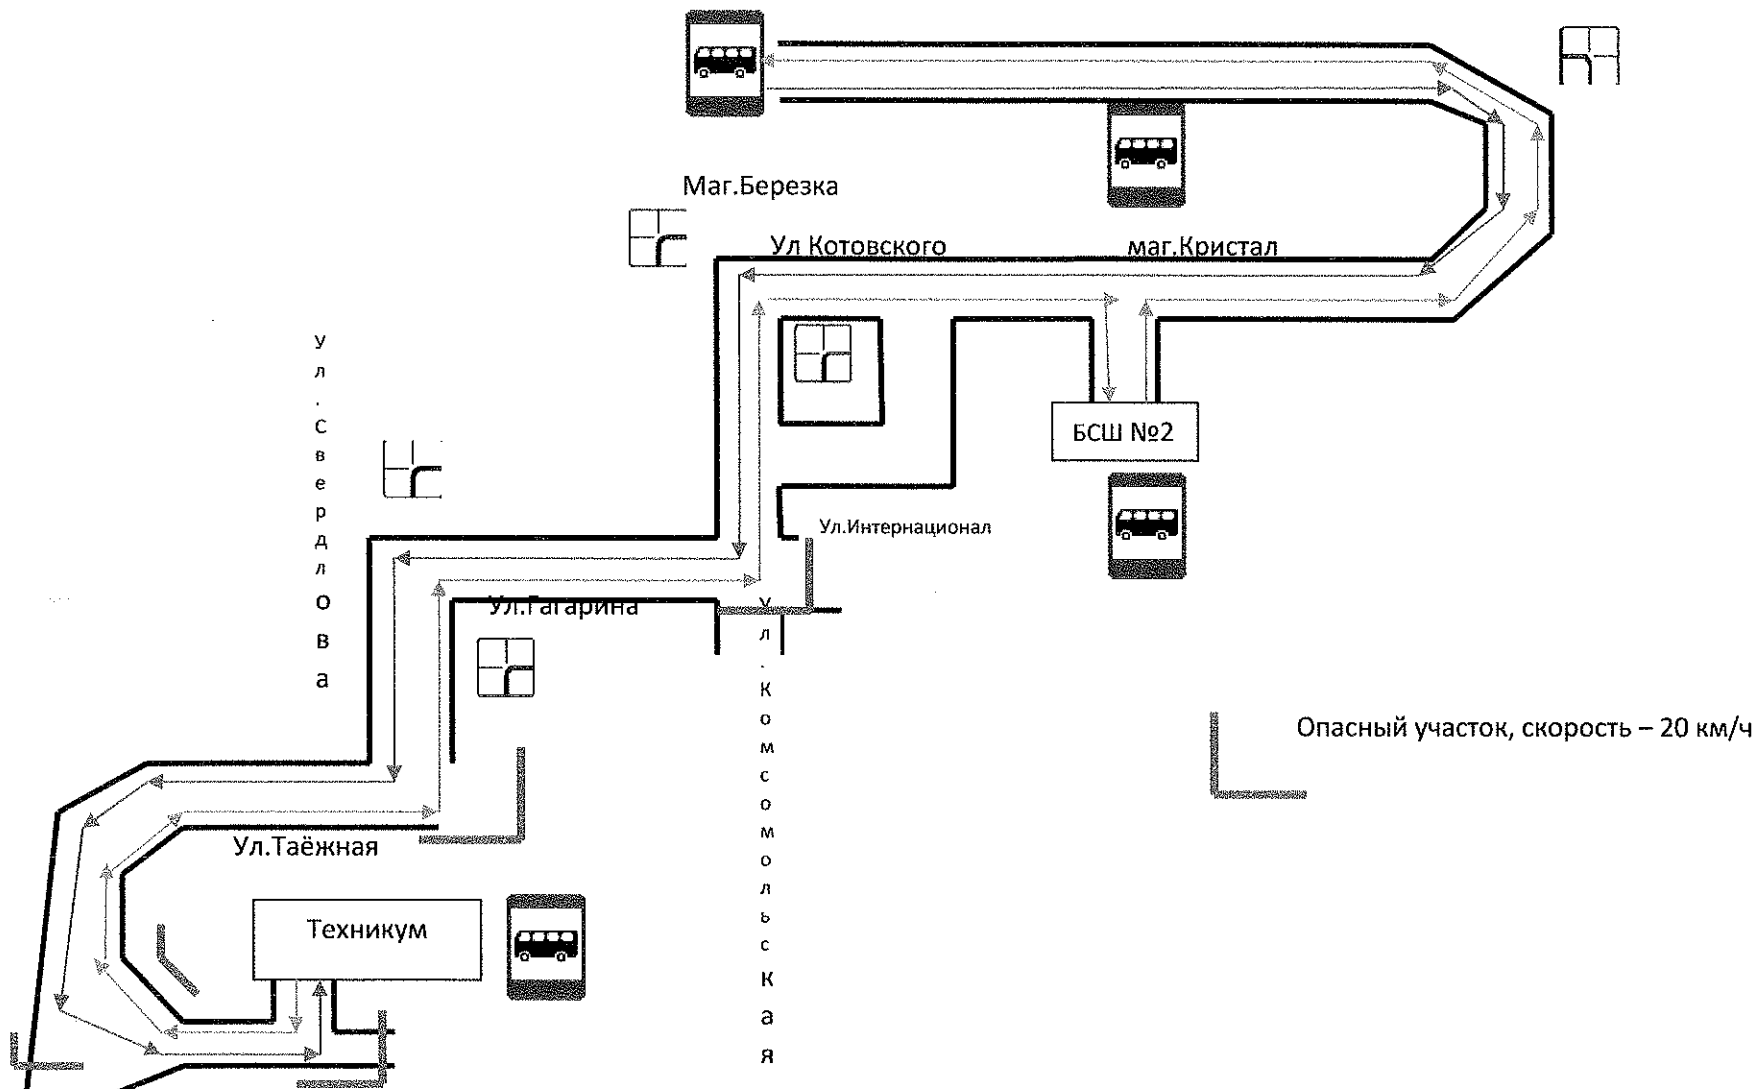 Маг.Березка
Ул Котовского
маг.Кристал
Ул.Свердлова
БСШ №2
Ул.Интернационал
Ул.Гагарина
Ул.Комсомольская
Опасный участок, скорость – 20 км/ч
Ул.Таёжная
Техникум